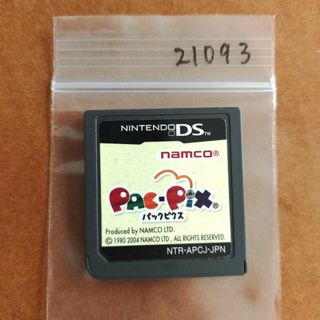 21093
NINTENDO DS™
namco®
PAC-PIX®
パックピクス
Produced by NAMCO LTD.
Ⓒ 1980 2004 NAMCO LTD., ALL RIGHTS RESERVED.
NTR-APCJ-JPN